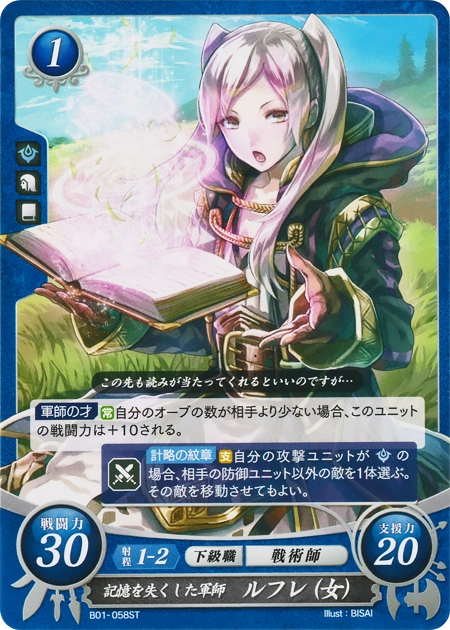 1
この先も読みが当たってくれるといいのですが…
軍師の才 常 自分のオーブの数が相手より少ない場合、このユニット
の戦闘力は+10される。
計略の紋章 支 自分の攻撃ユニットが の
場合、相手の防御ユニット以外の敵を1体選ぶ。
その敵を移動させてもよい。
戦闘力
30
射程 1-2 下級職 戦術師
支援力
20
記憶を失くした軍師 ルフレ(女)
B01-058ST
Illust:BISAI